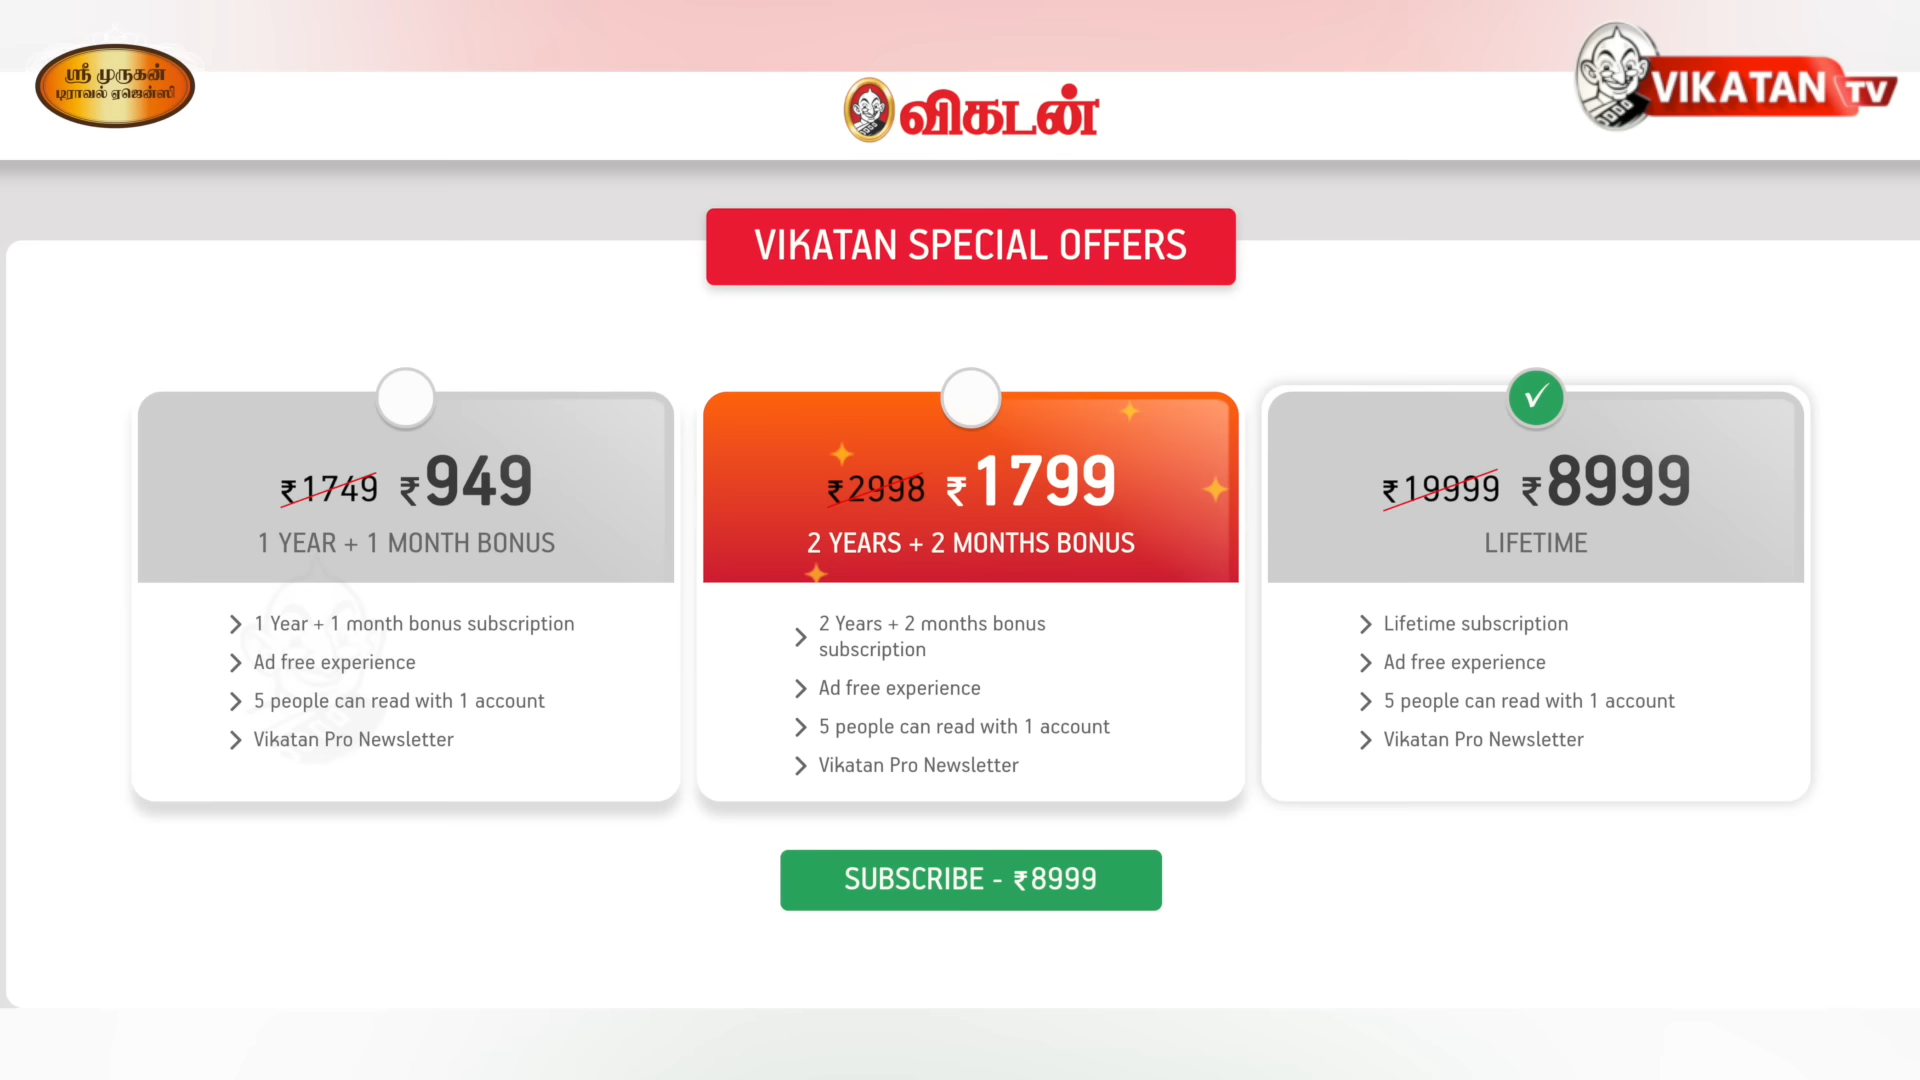 ஸ்ரீ முருகன்
டிராவல் ஏஜென்ஸி
விகடன்
VIKATAN TV
VIKATAN SPECIAL OFFERS
₹1749 ₹949
1 YEAR + 1 MONTH BONUS
1 Year + 1 month bonus subscription
Ad free experience
5 people can read with 1 account
Vikatan Pro Newsletter
₹2998 ₹1799
2 YEARS + 2 MONTHS BONUS
2 Years + 2 months bonus
subscription
Ad free experience
5 people can read with 1 account
Vikatan Pro Newsletter
₹19999 ₹8999
LIFETIME
Lifetime subscription
Ad free experience
5 people can read with 1 account
Vikatan Pro Newsletter
SUBSCRIBE - ₹8999